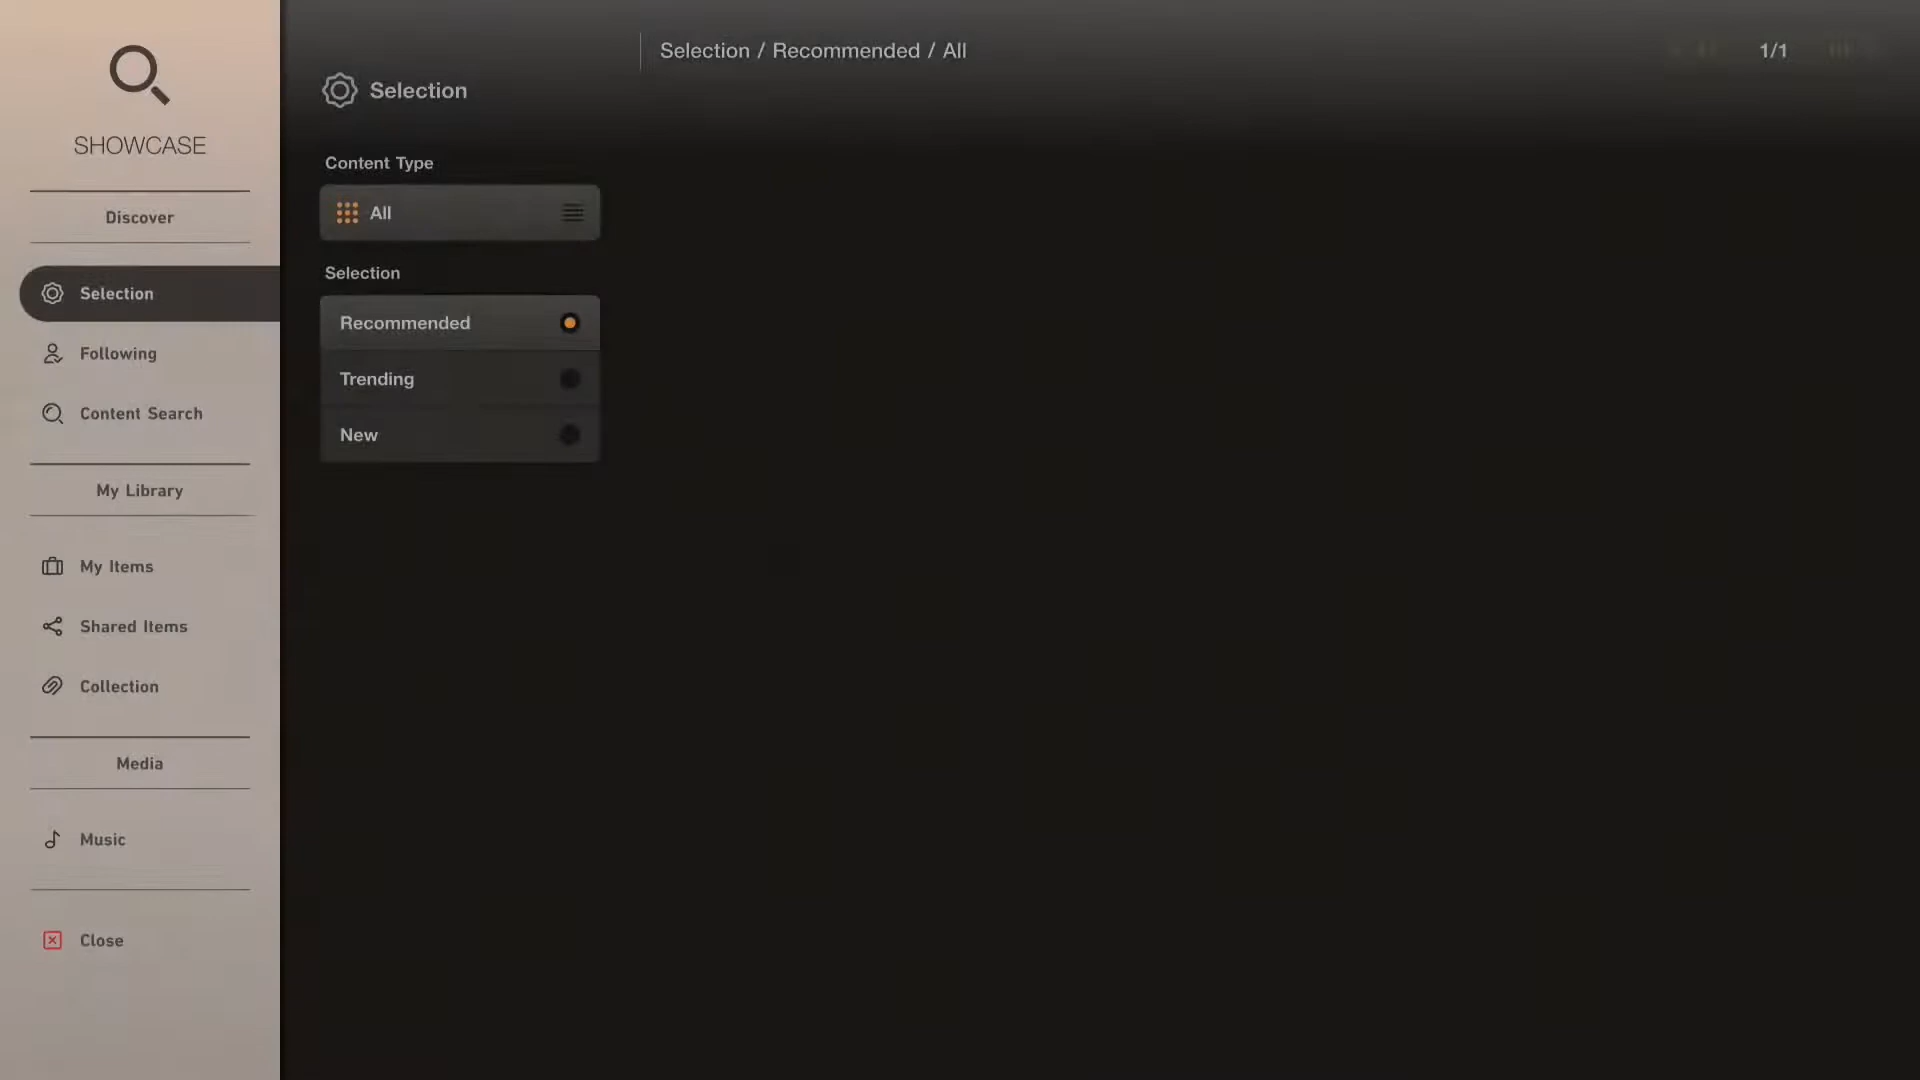 SHOWCASE
Discover
Selection
Following
Content Search
My Library
My Items
Shared Items
Collection
Media
Music
Close
Selection
Content Type
All
Selection
Recommended
Trending
New
Selection / Recommended / All
1/1